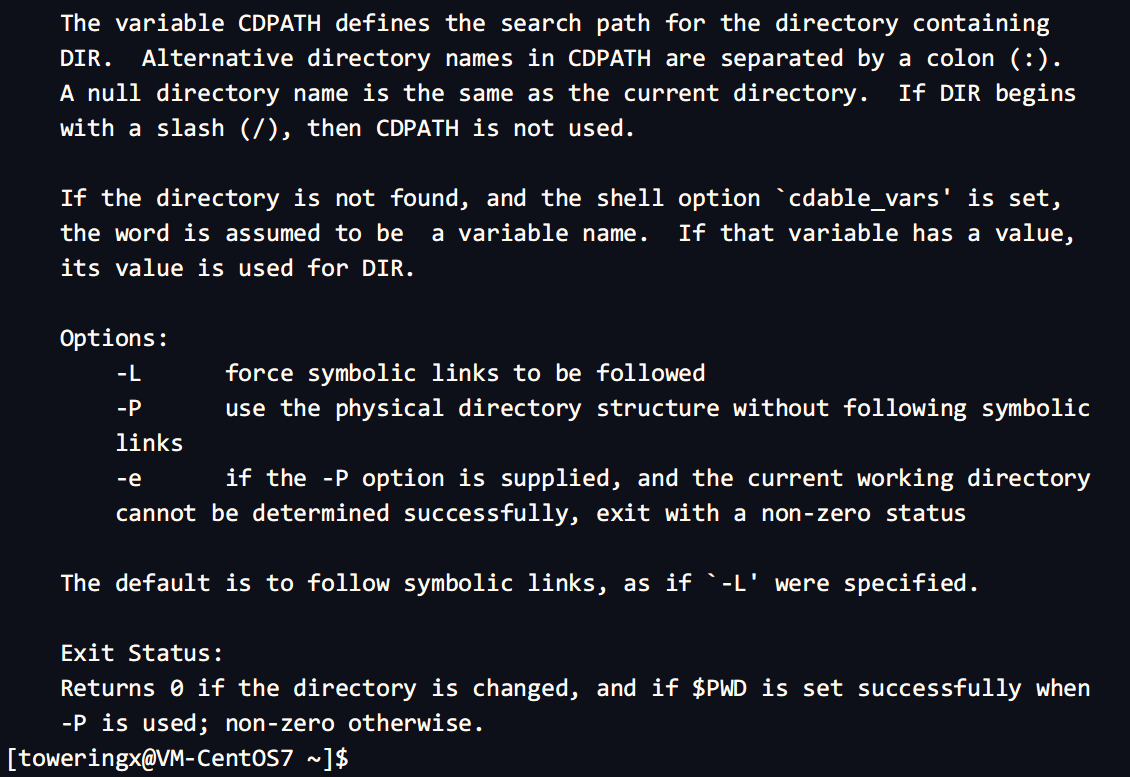 The variable CDPATH defines the search path for the directory containing
DIR.  Alternative directory names in CDPATH are separated by a colon (:).
A null directory name is the same as the current directory.  If DIR begins
with a slash (/), then CDPATH is not used.

If the directory is not found, and the shell option `cdable_vars' is set,
the word is assumed to be  a variable name.  If that variable has a value,
its value is used for DIR.

Options:
    -L      force symbolic links to be followed
    -P      use the physical directory structure without following symbolic
    links
    -e      if the -P option is supplied, and the current working directory
    cannot be determined successfully, exit with a non-zero status

The default is to follow symbolic links, as if `-L' were specified.

Exit Status:
Returns 0 if the directory is changed, and if $PWD is set successfully when
-P is used; non-zero otherwise.
[toweringx@VM-CentOS7 ~]$